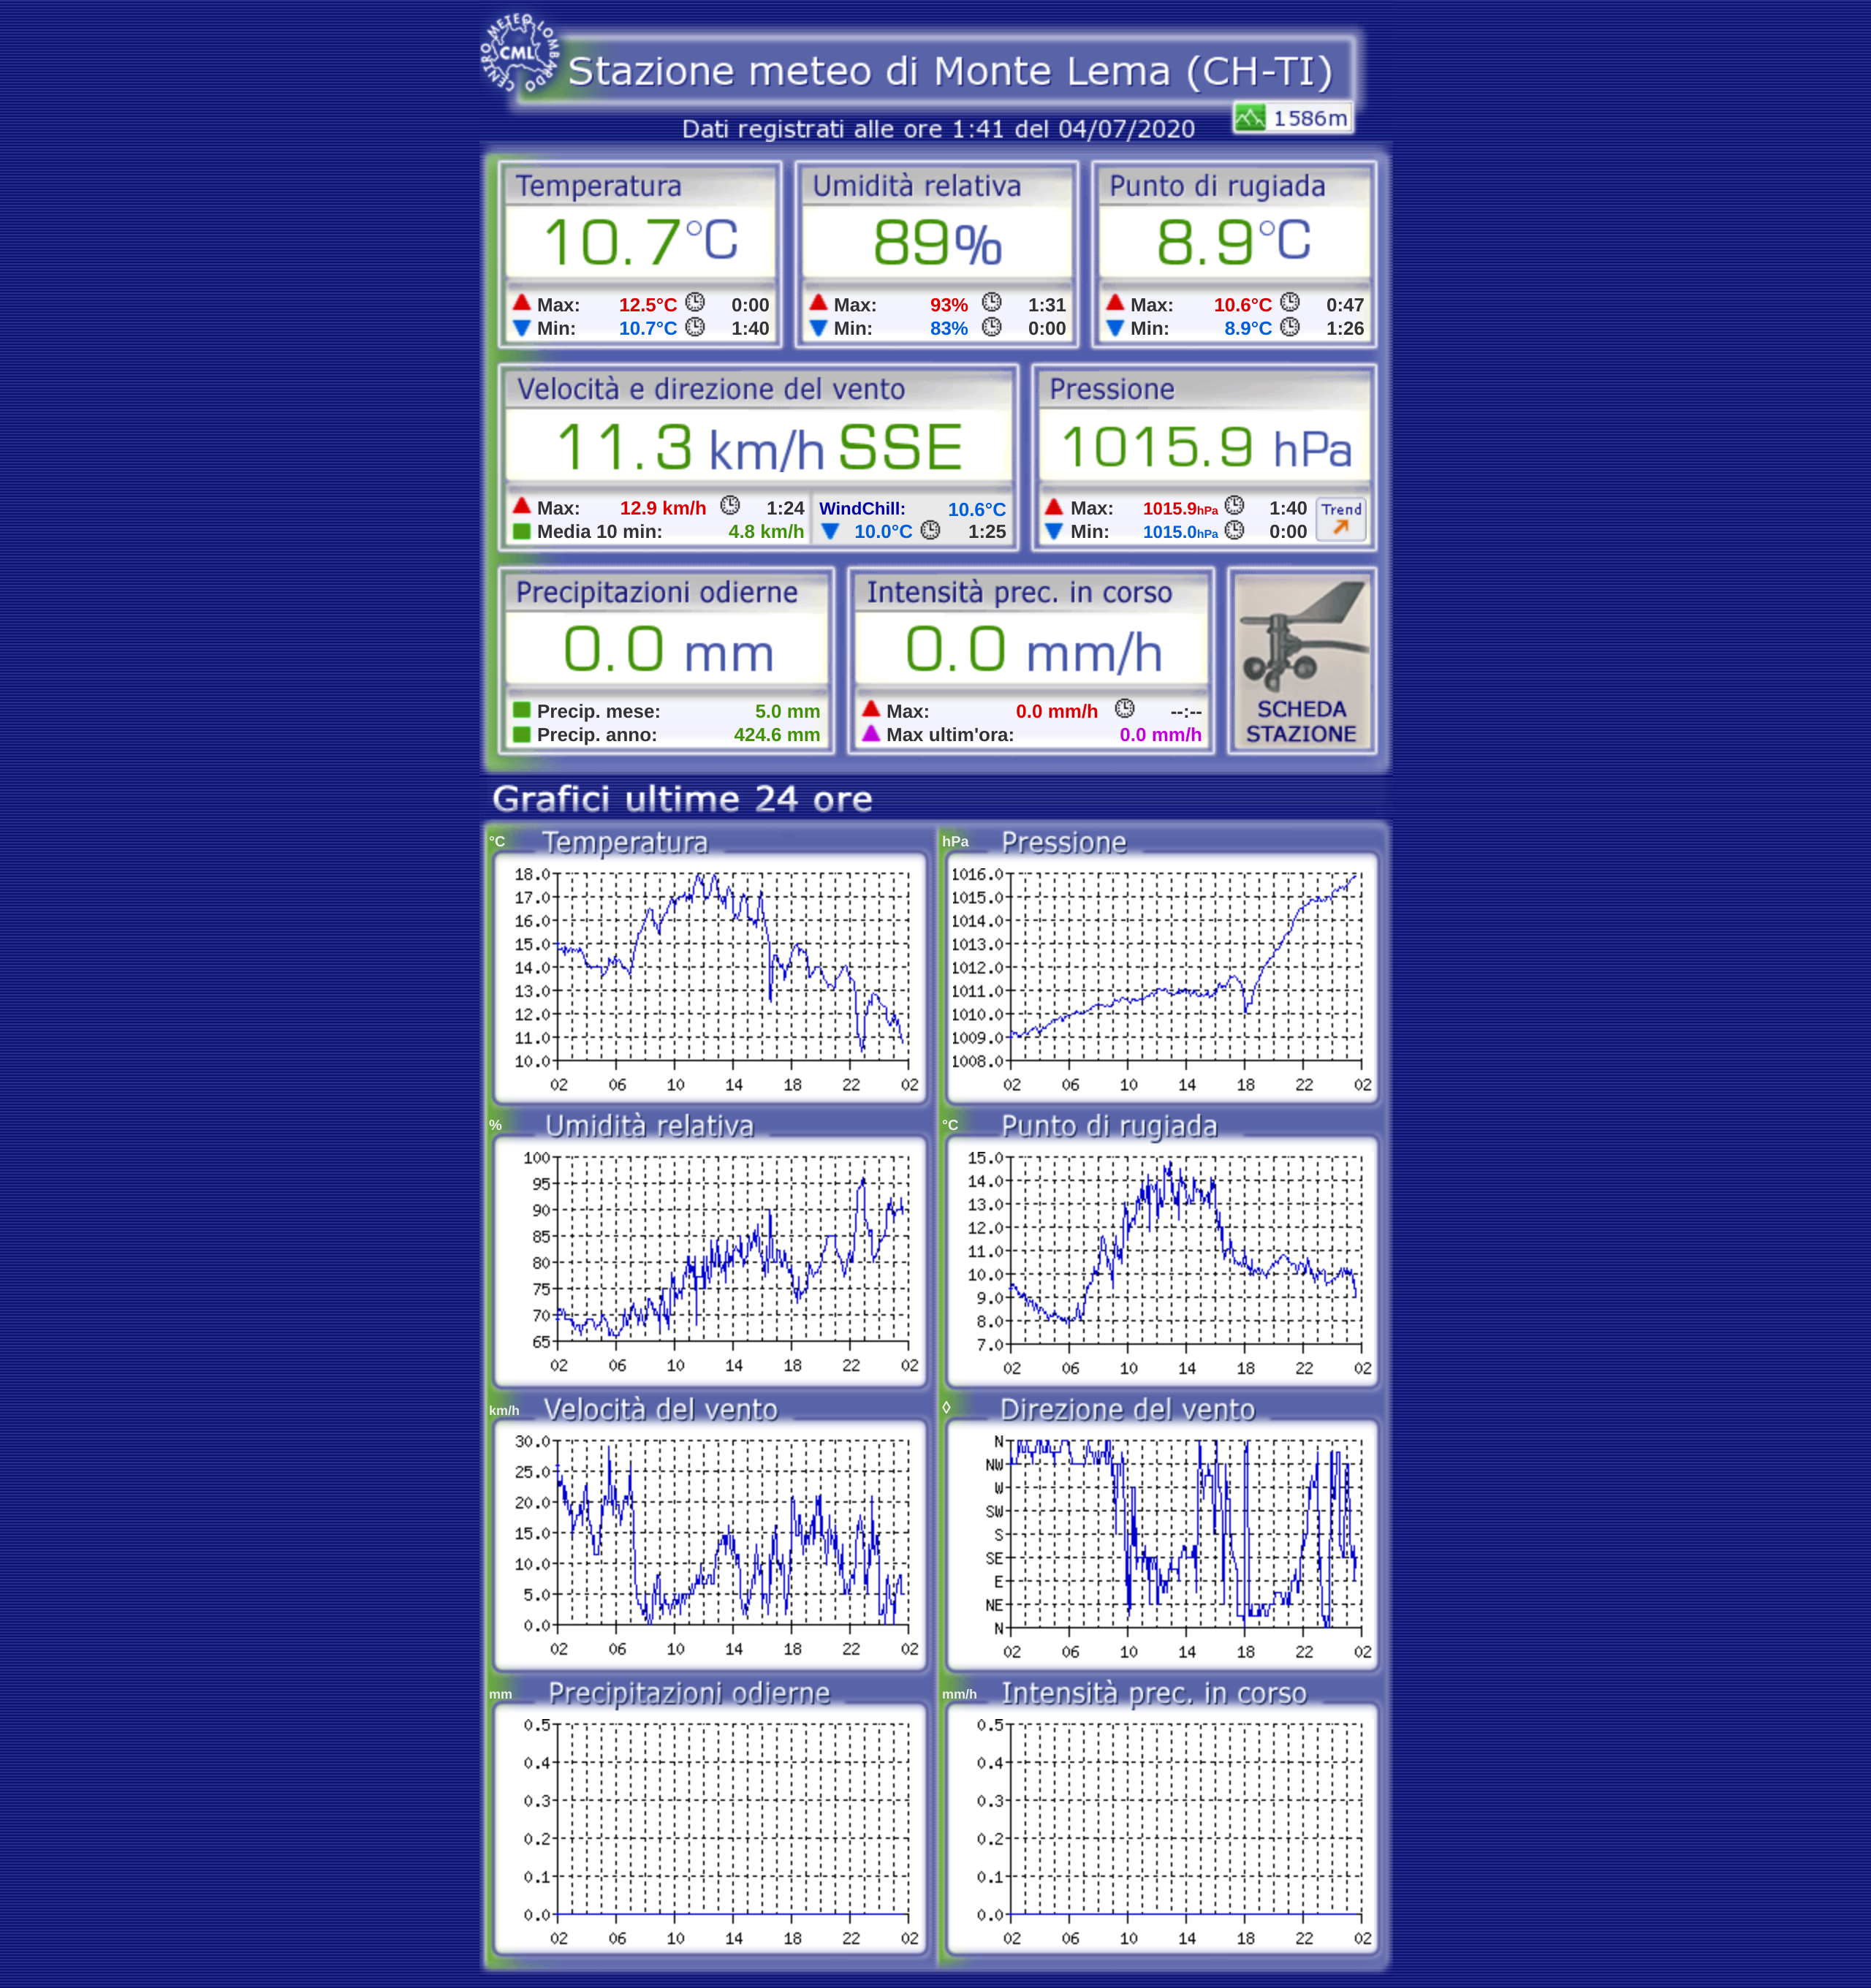 CENTRO METEO LOMBARDO
CML
Stazione meteo di Monte Lema (CH-TI)
1586m
Dati registrati alle ore 1:41 del 04/07/2020
Temperatura Umidità relativa Punto di rugiada
10.7°C 89% 8.9°C
Max: 12.5°C 0:00 Max: 93% 1:31 Max: 10.6°C 0:47
Min: 10.7°C 1:40 Min: 83% 0:00 Min: 8.9°C 1:26
Velocità e direzione del vento Pressione
11.3 km/h SSE 1015.9 hPa
Max: 12.9 km/h 1:24 WindChill: 10.6°C Max: 1015.9hPa 1:40 Trend
Media 10 min: 4.8 km/h 10.0°C 1:25 Min: 1015.0hPa 0:00
Precipitazioni odierne Intensità prec. in corso
0.0 mm 0.0 mm/h
Precip. mese: 5.0 mm Max: 0.0 mm/h --:-- SCHEDA
Precip. anno: 424.6 mm Max ultim'ora: 0.0 mm/h STAZIONE
Grafici ultime 24 ore
°C Temperatura
18.0
17.0
16.0
15.0
14.0
13.0
12.0
11.0
10.0
02 06 10 14 18 22 02
hPa Pressione
1016.0
1015.0
1014.0
1013.0
1012.0
1011.0
1010.0
1009.0
1008.0
02 06 10 14 18 22 02
% Umidità relativa
100
95
90
85
80
75
70
65
02 06 10 14 18 22 02
°C Punto di rugiada
15.0
14.0
13.0
12.0
11.0
10.0
9.0
8.0
7.0
02 06 10 14 18 22 02
km/h Velocità del vento
30.0
25.0
20.0
15.0
10.0
5.0
0.0
02 06 10 14 18 22 02
◊ Direzione del vento
N
NW
W
SW
S
SE
E
NE
N
02 06 10 14 18 22 02
mm Precipitazioni odierne
0.5
0.4
0.3
0.2
0.1
0.0
02 06 10 14 18 22 02
mm/h Intensità prec. in corso
0.5
0.4
0.3
0.2
0.1
0.0
02 06 10 14 18 22 02